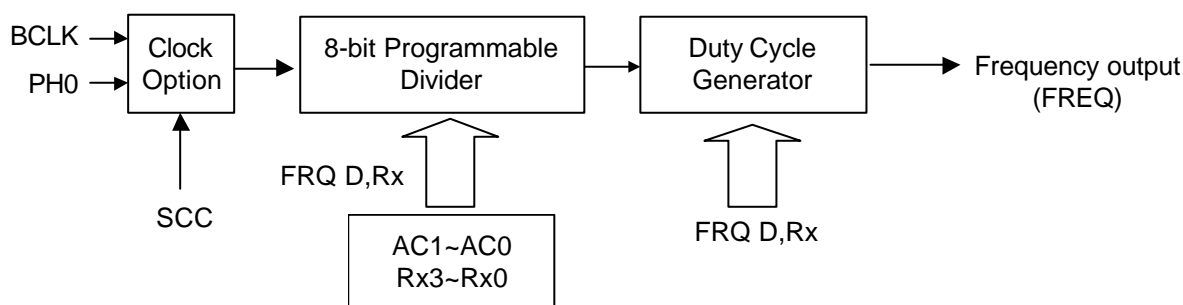 BCLK
PH0
Clock
Option
8-bit Programmable
Divider
Duty Cycle
Generator
Frequency output
(FREQ)
FRQ D,Rx
SCC
FRQ D,Rx
AC1~AC0
Rx3~Rx0